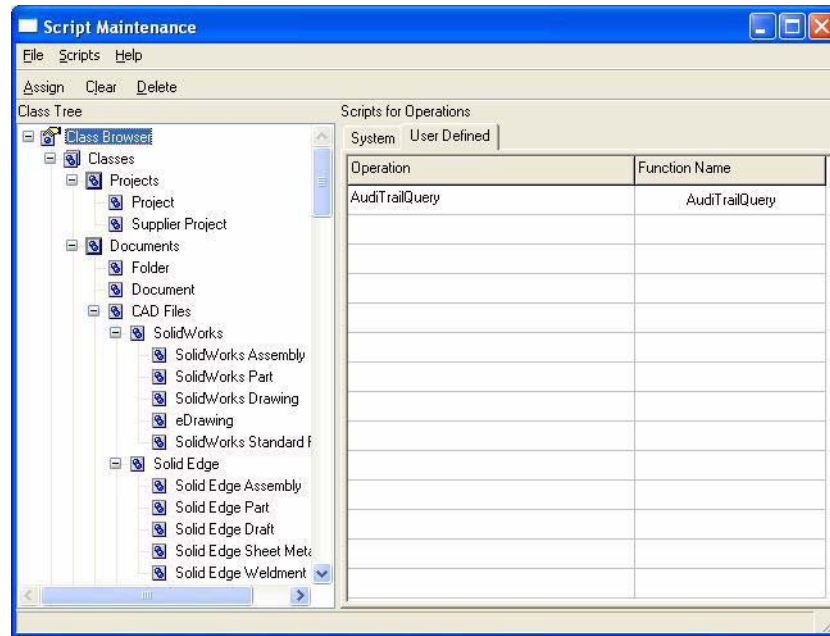 Script Maintenance
File Scripts Help
Assign Clear Delete
Class Tree
Class Browser
Classes
Projects
Project
Supplier Project
Documents
Folder
Document
CAD Files
SolidWorks
SolidWorks Assembly
SolidWorks Part
SolidWorks Drawing
eDrawing
SolidWorks Standard
Solid Edge
Solid Edge Assembly
Solid Edge Part
Solid Edge Draft
Solid Edge Sheet
Solid Edge Weldment
Scripts for Operations
System User Defined
Operation Function Name
AudiTrailQuery AudiTrailQuery